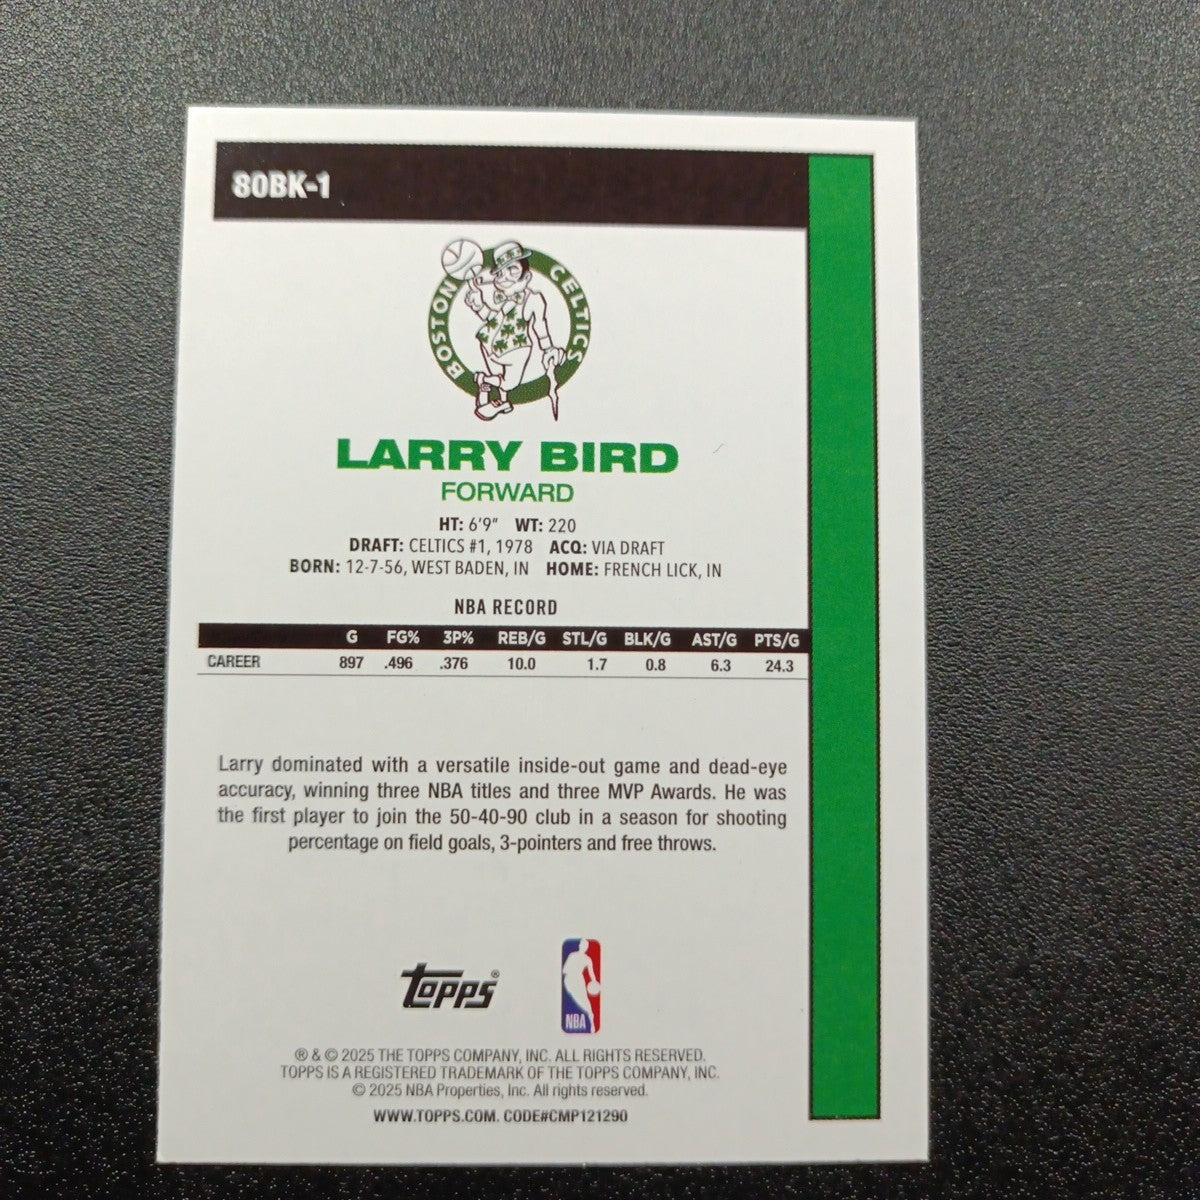 80BK-1
BOSTON CELTICS
LARRY BIRD
FORWARD
HT: 6'9" WT: 220
DRAFT: CELTICS #1, 1978 ACQ: VIA DRAFT
BORN: 12-7-56, WEST BADEN, IN HOME: FRENCH LICK, IN
NBA RECORD
G FG% 3P% REB/G STL/G BLK/G AST/G PTS/G
CAREER 897 .496 .376 10.0 1.7 0.8 6.3 24.3
Larry dominated with a versatile inside-out game and dead-eye
accuracy, winning three NBA titles and three MVP Awards. He was
the first player to join the 50-40-90 club in a season for shooting
percentage on field goals, 3-pointers and free throws.
Topps®
NBA
® & © 2025 THE TOPPS COMPANY, INC. ALL RIGHTS RESERVED.
TOPPS IS A REGISTERED TRADEMARK OF THE TOPPS COMPANY, INC.
© 2025 NBA Properties, Inc. All rights reserved.
WWW.TOPPS.COM. CODE#CMP121290